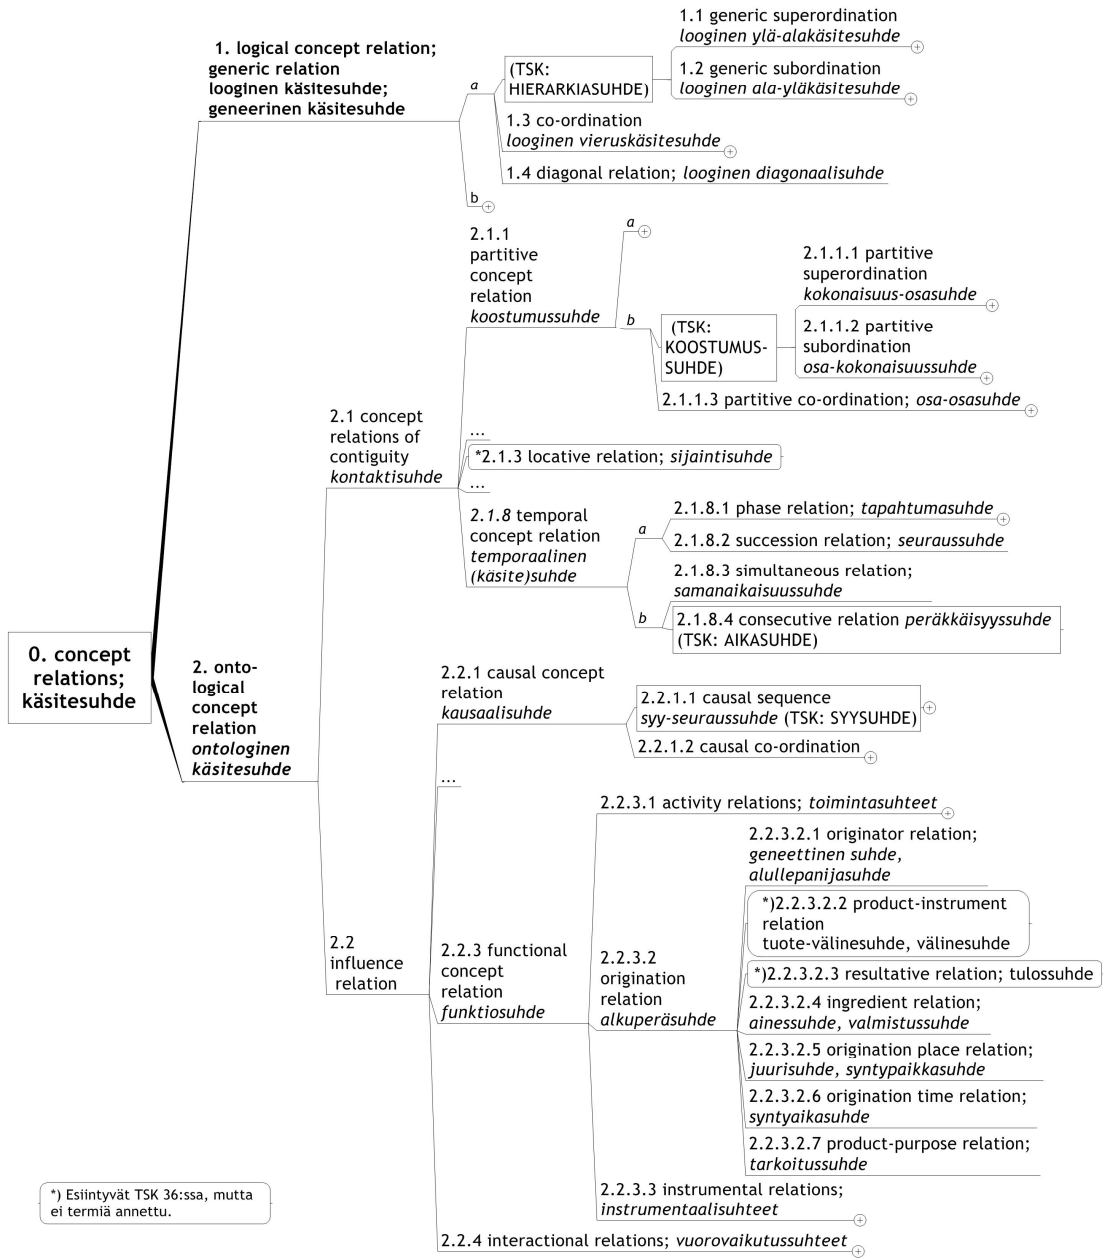 0. concept
relations;
käsitesuhde
1. logical concept relation;
generic relation
looginen käsitesuhde;
geneerinen käsitesuhde
a
(TSK:
HIERARKIASUHDE)
1.1 generic superordination
looginen ylä-alakäsitesuhde
1.2 generic subordination
looginen ala-yläkäsitesuhde
1.3 co-ordination
looginen vieruskäsitesuhde
1.4 diagonal relation; looginen diagonaalisuhde
b
2. onto-
logical
concept
relation
ontologinen
käsitesuhde
2.1 concept
relations of
contiguity
kontaktisuhde
2.1.1
partitive
concept
relation
koostumussuhde
a
b
(TSK:
KOOSTUMUS-
SUHDE)
2.1.1.1 partitive
superordination
kokonaisuus-osasuhde
2.1.1.2 partitive
subordination
osa-kokonaisuussuhde
2.1.1.3 partitive co-ordination; osa-osasuhde
...
*2.1.3 locative relation; sijaintisuhde
...
2.1.8 temporal
concept relation
temporaalinen
(käsite)suhde
a
2.1.8.1 phase relation; tapahtumasuhde
2.1.8.2 succession relation; seuraussuhde
b
2.1.8.3 simultaneous relation;
samanaikaisuussuhde
2.1.8.4 consecutive relation peräkkäisyyssuhde
(TSK: AIKASUHDE)
2.2
influence
relation
2.2.1 causal concept
relation
kausaalisuhde
2.2.1.1 causal sequence
syy-seuraussuhde (TSK: SYYSUHDE)
2.2.1.2 causal co-ordination
...
2.2.3 functional
concept
relation
funktiosuhde
2.2.3.1 activity relations; toimintasuhteet
2.2.3.2
origination
relation
alkuperäsuhde
2.2.3.2.1 originator relation;
geneettinen suhde,
alullepanijasuhde
*)2.2.3.2.2 product-instrument
relation
tuote-välinesuhde, välinesuhde
*)2.2.3.2.3 resultative relation; tulossuhde
2.2.3.2.4 ingredient relation;
ainessuhde, valmistussuhde
2.2.3.2.5 origination place relation;
juurisuhde, syntypaikkasuhde
2.2.3.2.6 origination time relation;
syntyaikasuhde
2.2.3.2.7 product-purpose relation;
tarkoitussuhde
2.2.3.3 instrumental relations;
instrumentaalisuhteet
2.2.4 interactional relations; vuorovaikutussuhteet
*) Esiintyvät TSK 36:ssa, mutta
ei termiä annettu.